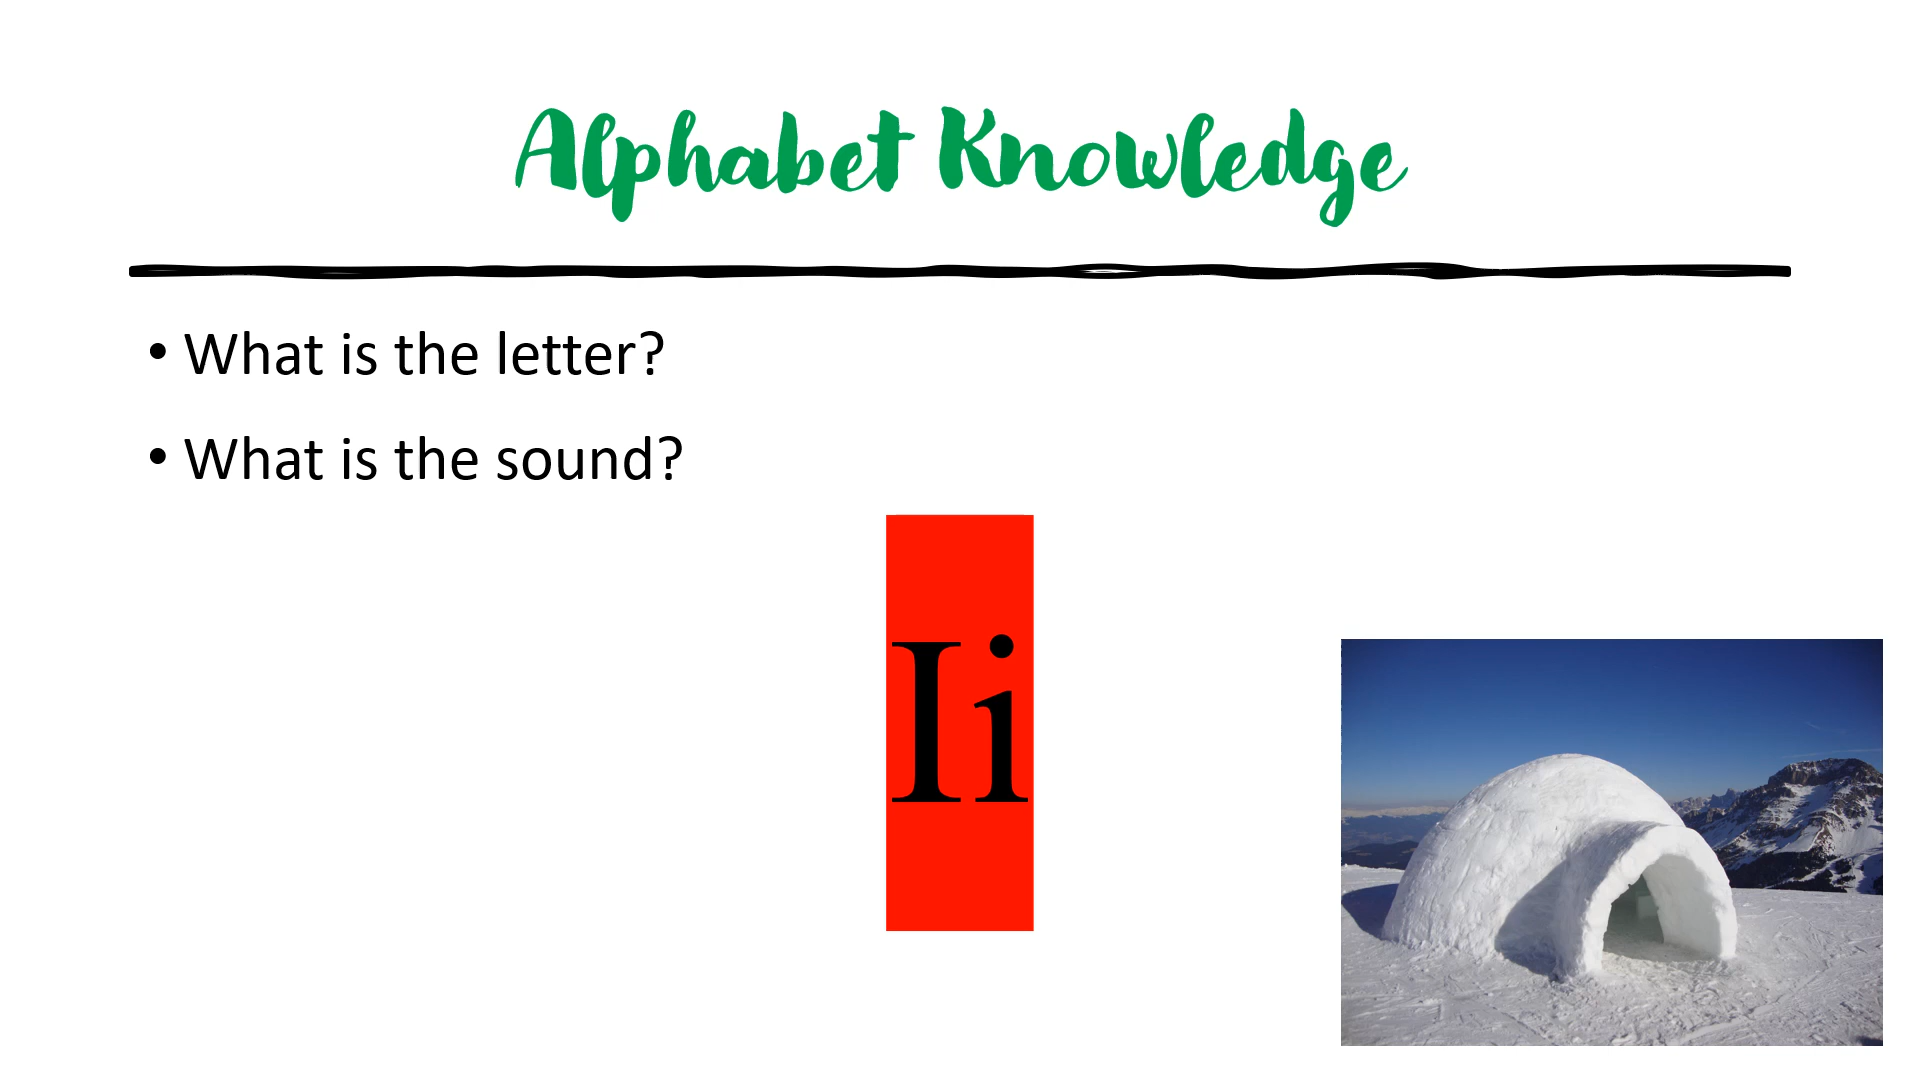 Alphabet Knowledge
• What is the letter?
• What is the sound?
Ii